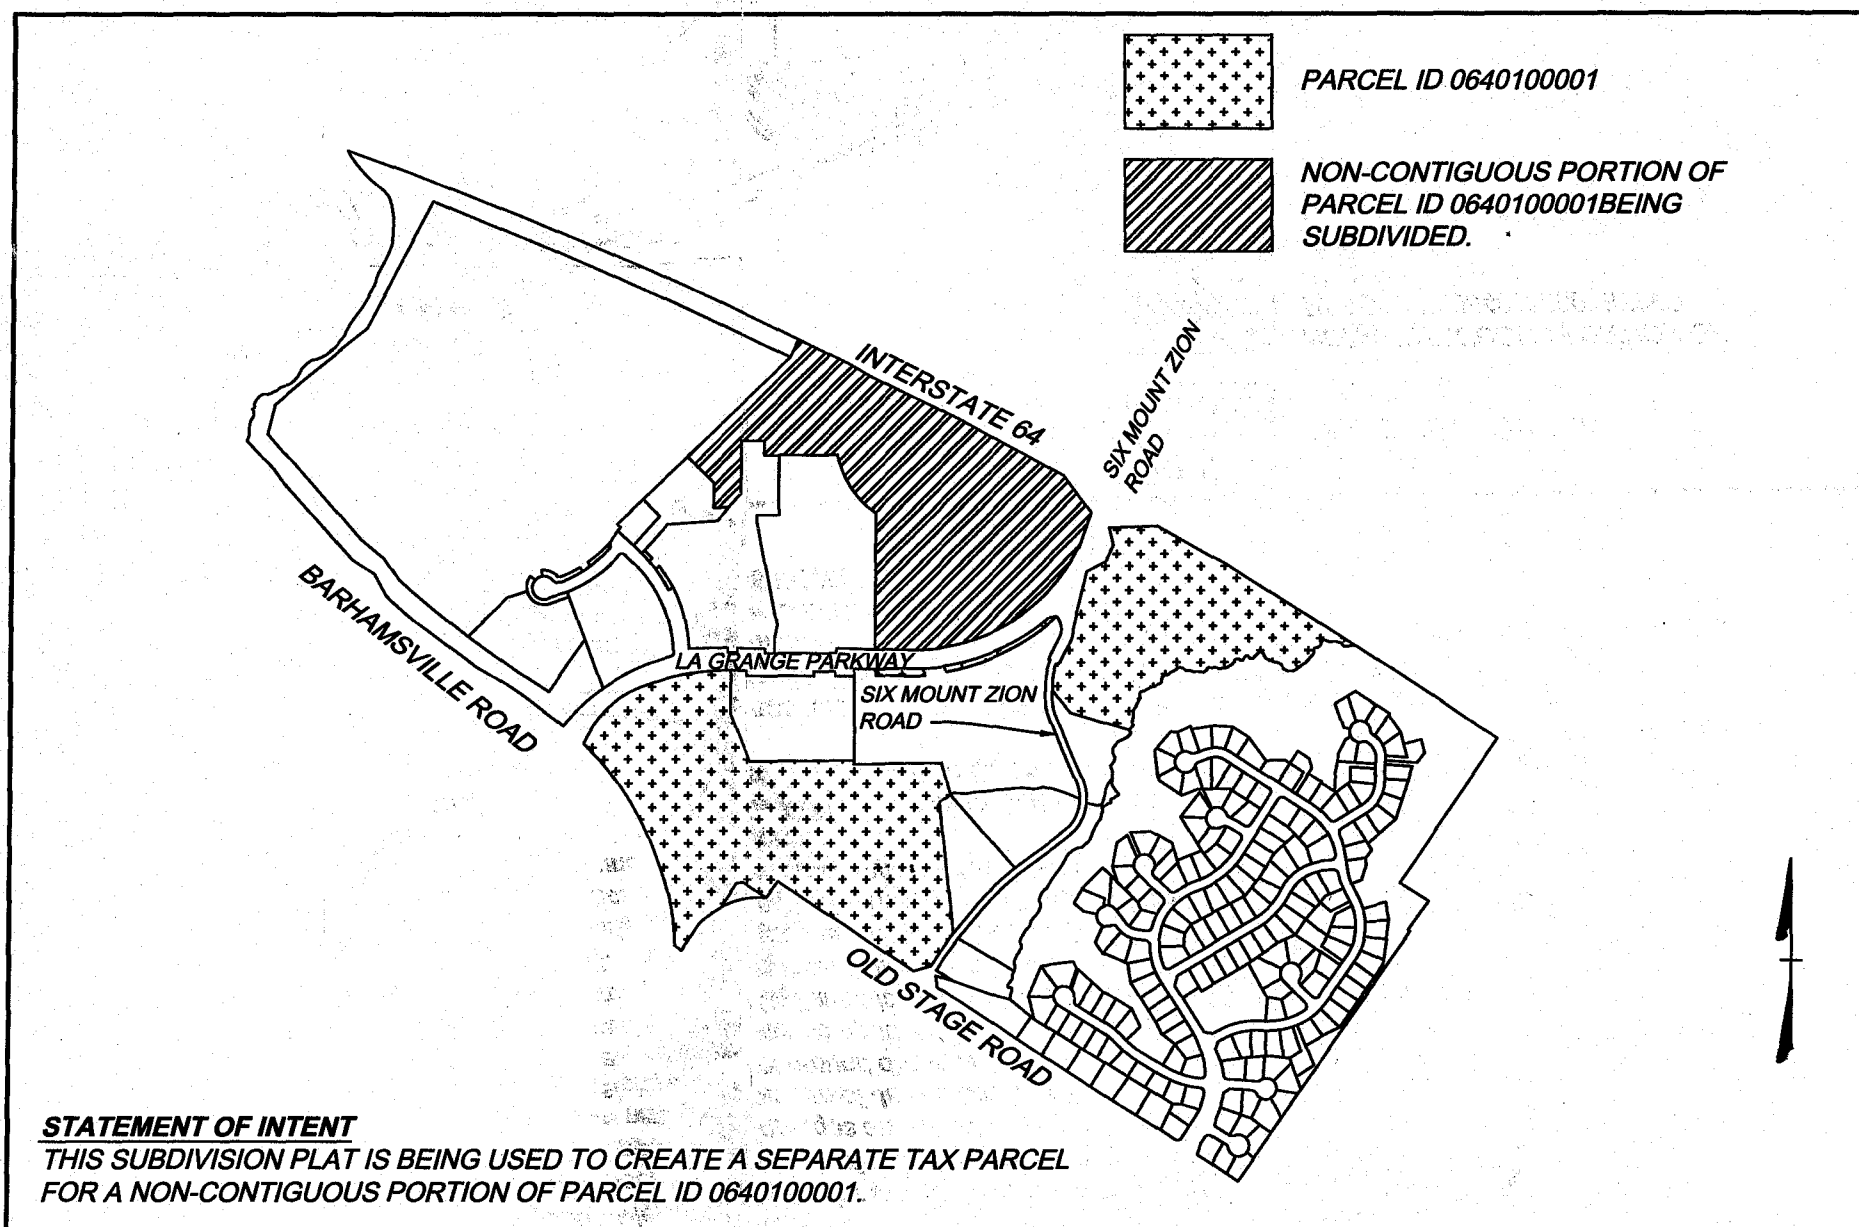 PARCEL ID 0640100001
NON-CONTIGUOUS PORTION OF
PARCEL ID 0640100001BEING
SUBDIVIDED.
INTERSTATE 64
SIX MOUNT ZION
ROAD
BARHAMSVILLE ROAD
LA GRANGE PARKWAY
SIX MOUNT ZION
ROAD
OLD STAGE ROAD
STATEMENT OF INTENT
THIS SUBDIVISION PLAT IS BEING USED TO CREATE A SEPARATE TAX PARCEL
FOR A NON-CONTIGUOUS PORTION OF PARCEL ID 0640100001.